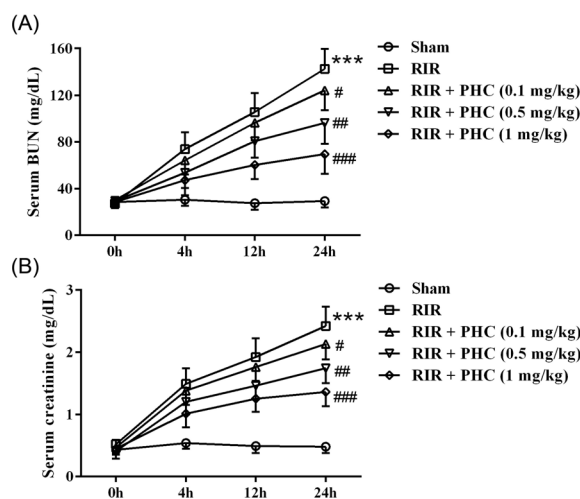 (A)
Serum BUN (mg/dL)
160
120
80
40
0
0h 4h 12h 24h
***
#
##
###
Sham
RIR
RIR + PHC (0.1 mg/kg)
RIR + PHC (0.5 mg/kg)
RIR + PHC (1 mg/kg)
(B)
Serum creatinine (mg/dL)
3
2
1
0
0h 4h 12h 24h
***
#
##
###
Sham
RIR
RIR + PHC (0.1 mg/kg)
RIR + PHC (0.5 mg/kg)
RIR + PHC (1 mg/kg)